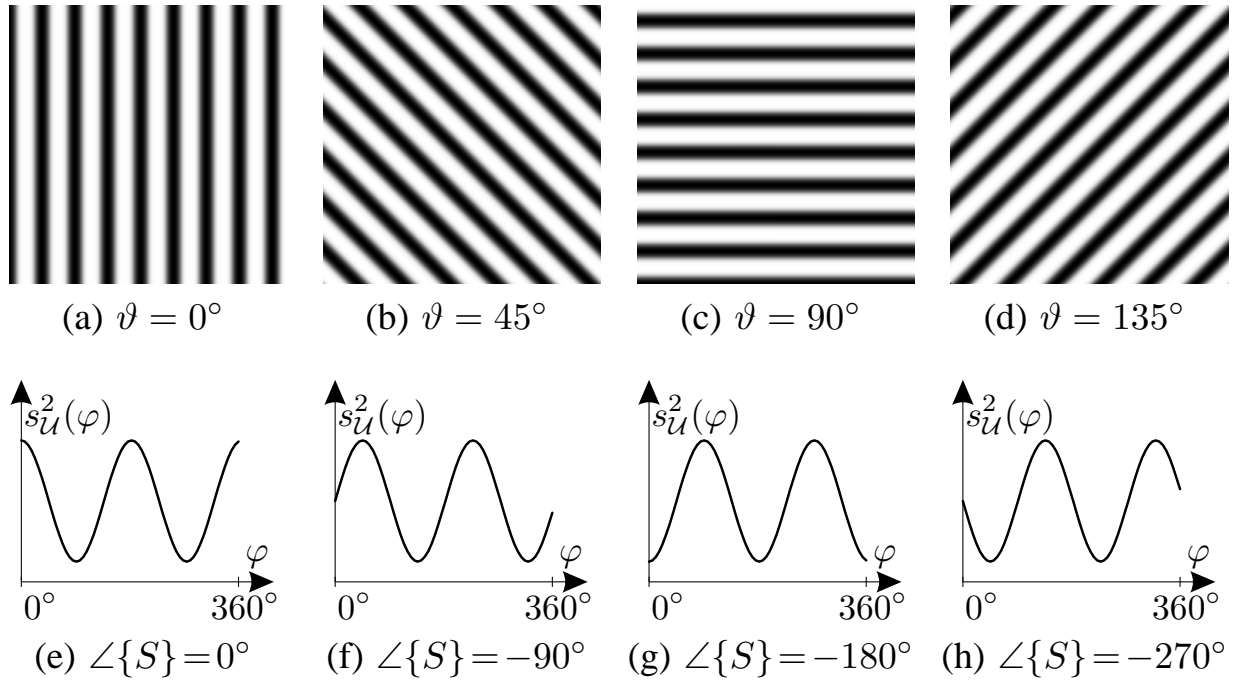 (a) ϑ = 0° (b) ϑ = 45° (c) ϑ = 90° (d) ϑ = 135°
s²_𝒰(φ) s²_𝒰(φ) s²_𝒰(φ) s²_𝒰(φ)
φ φ φ φ
0° 360° 0° 360° 0° 360° 0° 360°
(e) ∠{S}=0° (f) ∠{S}=−90° (g) ∠{S}=−180° (h) ∠{S}=−270°